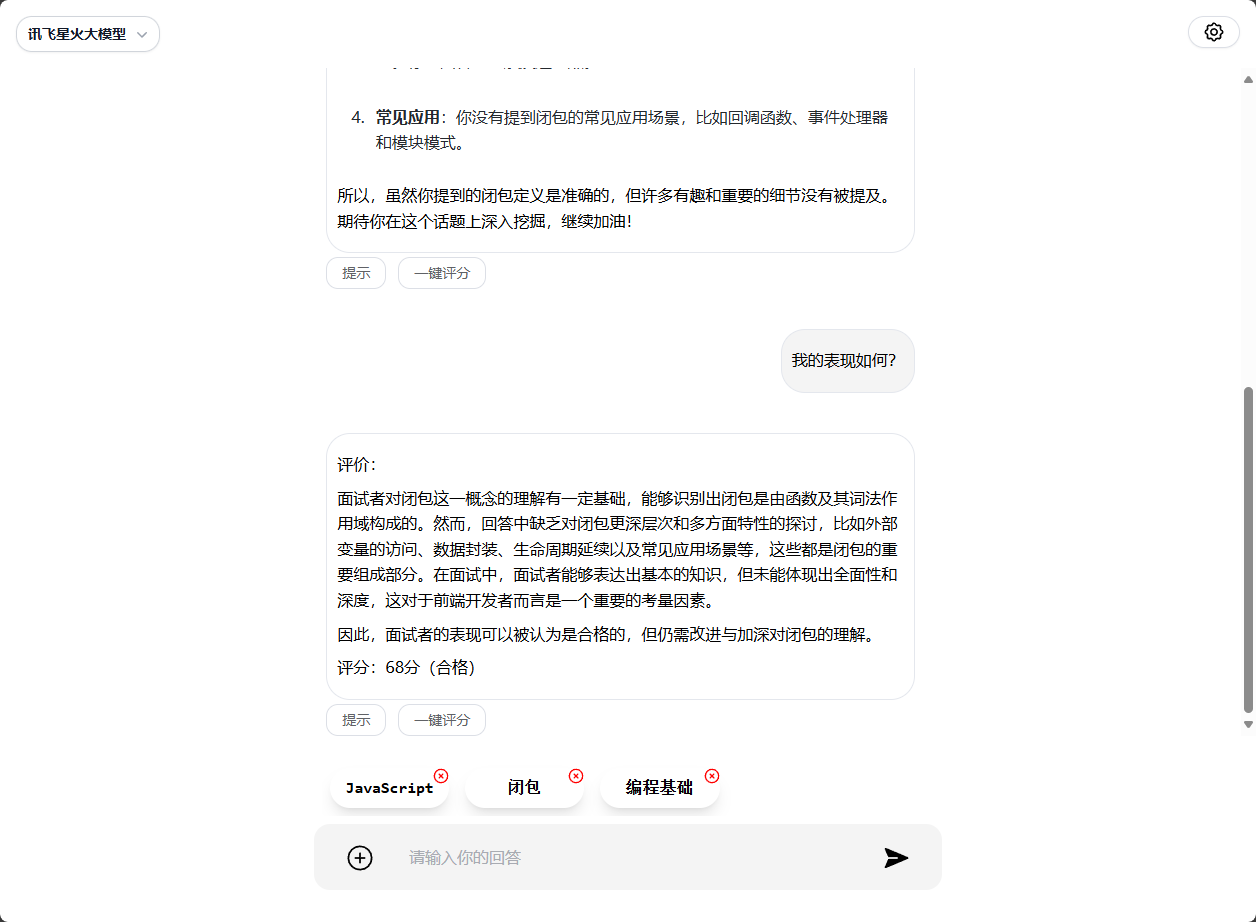 讯飞星火大模型
4. 常见应用：你没有提到闭包的常见应用场景，比如回调函数、事件处理器
和模块模式。
所以，虽然你提到的闭包定义是准确的，但许多有趣和重要的细节没有被提及。
期待你在这个话题上深入挖掘，继续加油！
提示 一键评分
我的表现如何？
评价：
面试者对闭包这一概念的理解有一定基础，能够识别出闭包是由函数及其词法作
用域构成的。然而，回答中缺乏对闭包更深层次和多方面特性的探讨，比如外部
变量的访问、数据封装、生命周期延续以及常见应用场景等，这些都是闭包的重
要组成部分。在面试中，面试者能够表达出基本的知识，但未能体现出全面性和
深度，这对于前端开发者而言是一个重要的考量因素。
因此，面试者的表现可以被认为是合格的，但仍需改进与加深对闭包的理解。
评分：68分（合格）
提示 一键评分
JavaScript 闭包 编程基础
请输入你的回答